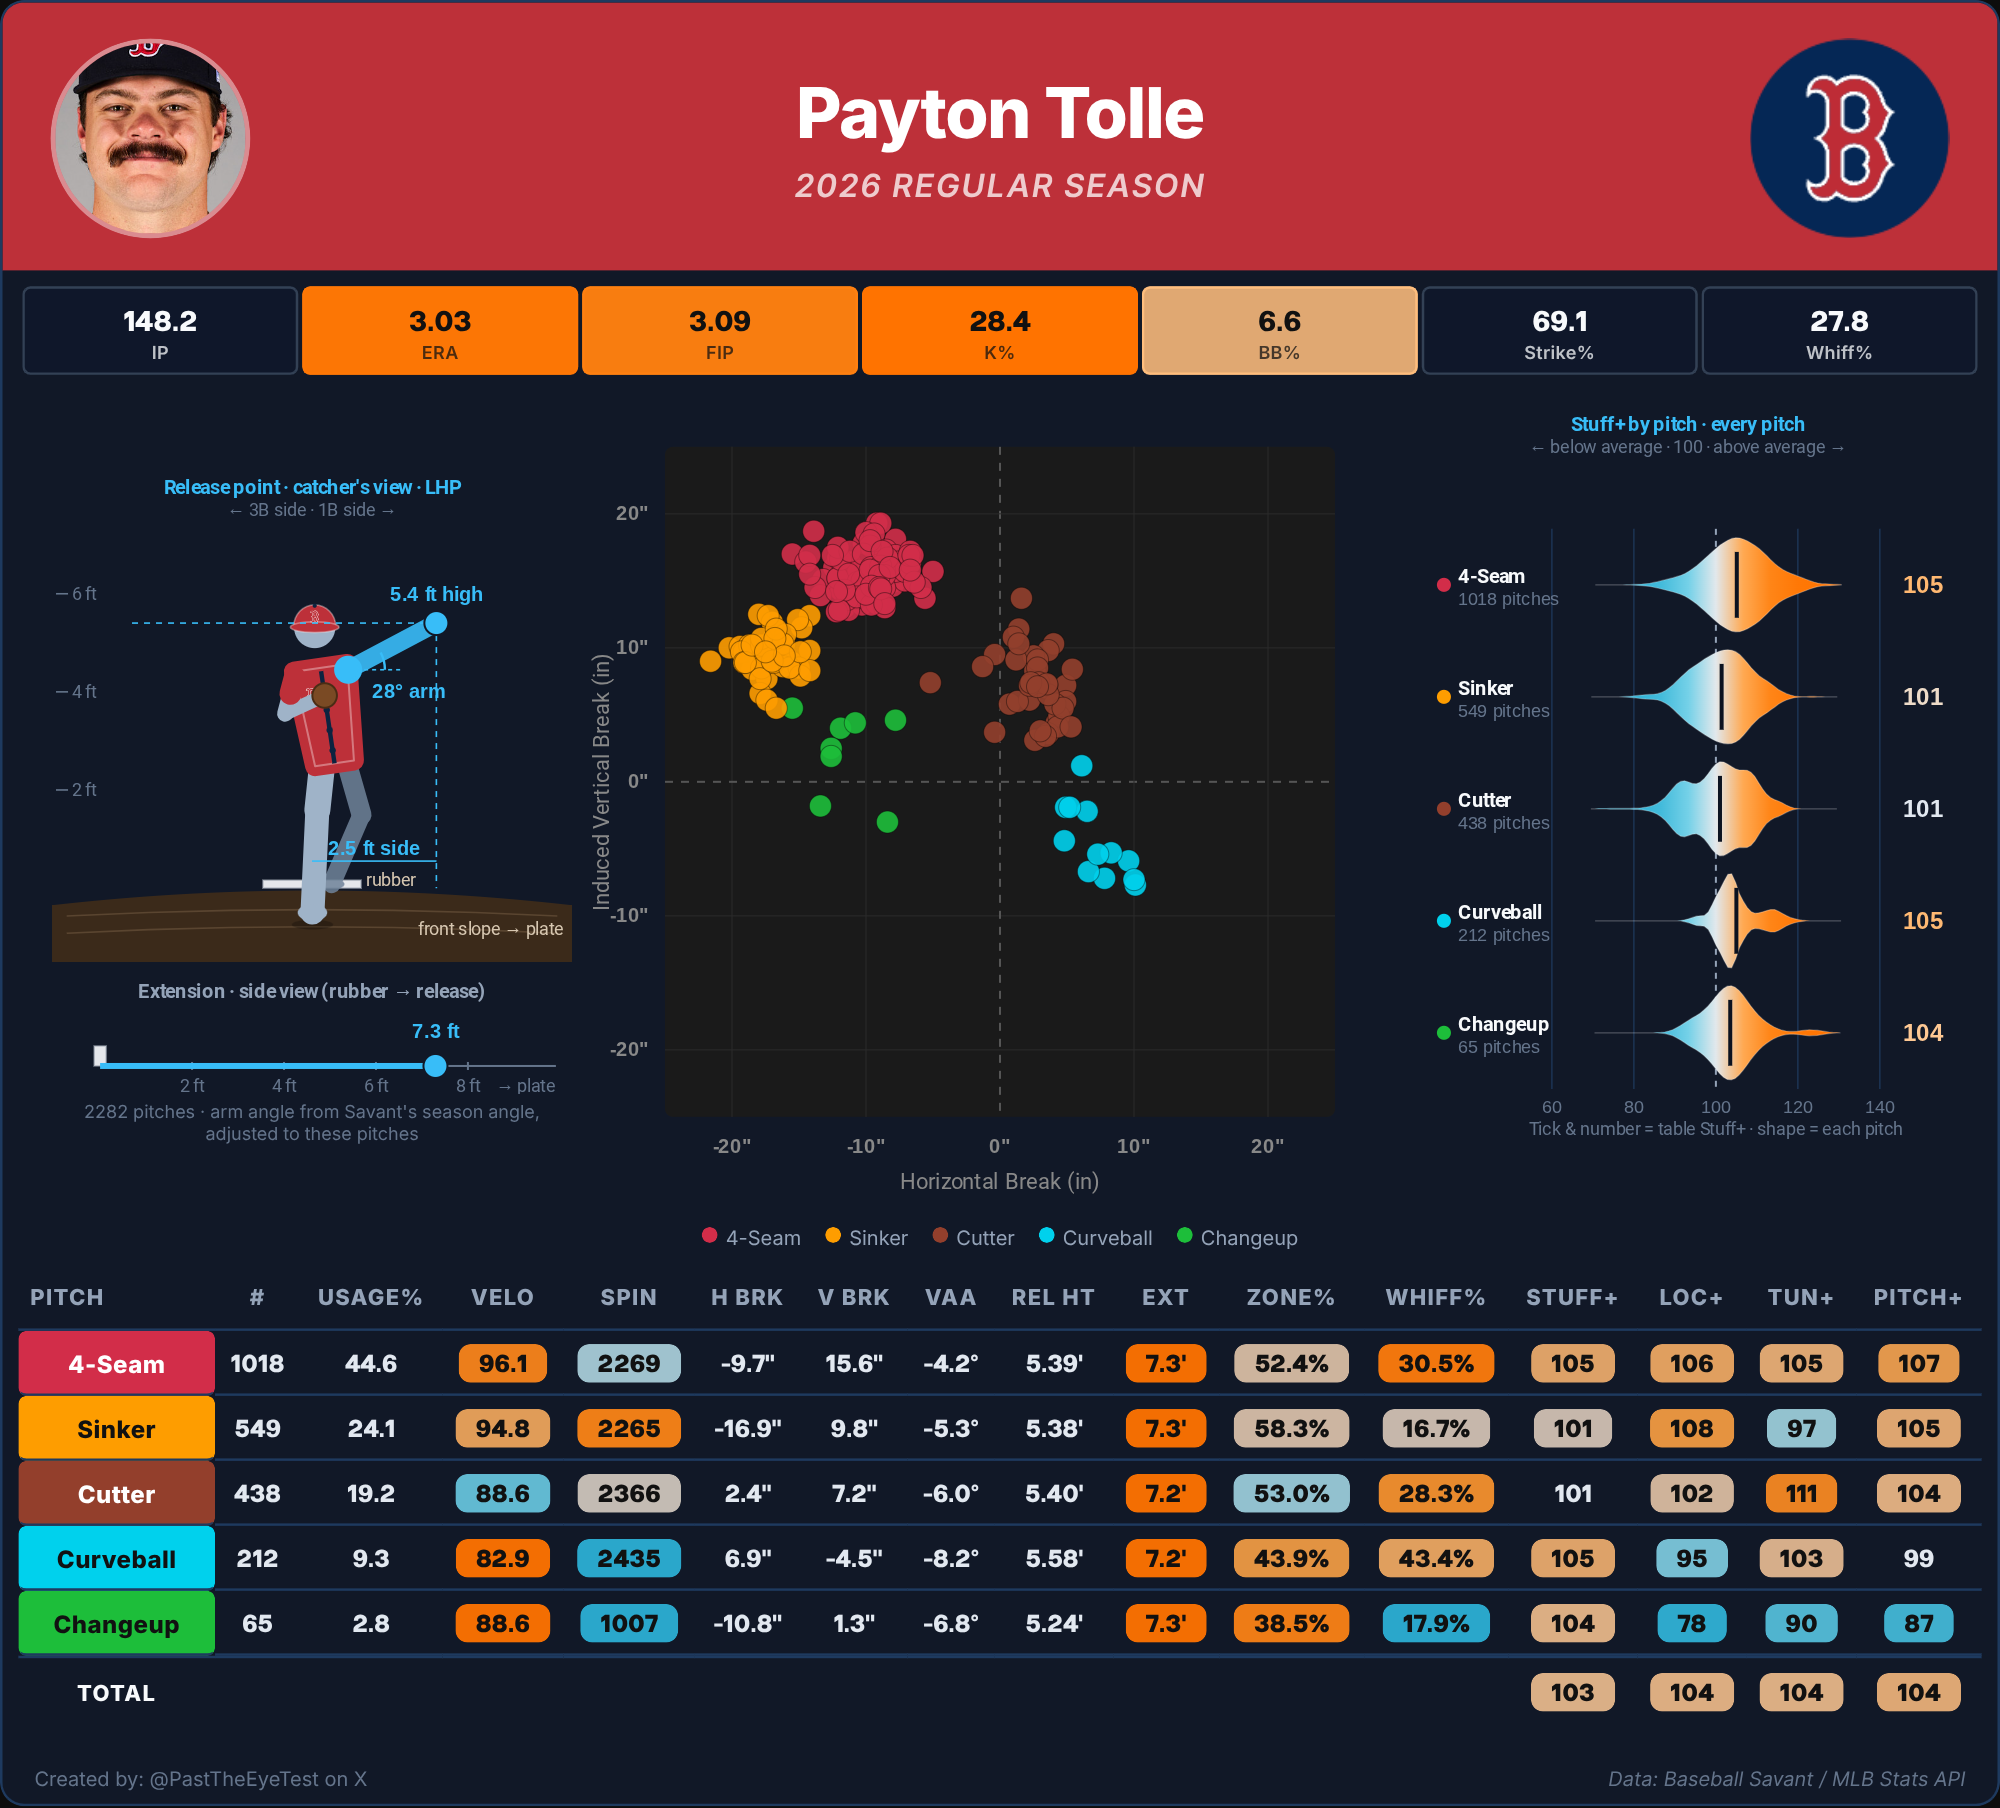 Payton Tolle
2026 REGULAR SEASON
148.2 3.03 3.09 28.4 6.6 69.1 27.8
IP ERA FIP K% BB% Strike% Whiff%
Release point · catcher's view · LHP
← 3B side · 1B side →
6 ft
5.4 ft high
4 ft
28° arm
2 ft
2.5 ft side
rubber
front slope → plate
Extension · side view (rubber → release)
7.3 ft
2 ft 4 ft 6 ft 8 ft → plate
2282 pitches · arm angle from Savant's season angle,
adjusted to these pitches
Induced Vertical Break (in)
20"
10"
0"
-10"
-20"
-20" -10" 0" 10" 20"
Horizontal Break (in)
4-Seam Sinker Cutter Curveball Changeup
Stuff+ by pitch · every pitch
← below average · 100 · above average →
4-Seam 105
1018 pitches
Sinker 101
549 pitches
Cutter 101
438 pitches
Curveball 105
212 pitches
Changeup 104
65 pitches
60 80 100 120 140
Tick & number = table Stuff+ · shape = each pitch
PITCH # USAGE% VELO SPIN H BRK V BRK VAA REL HT EXT ZONE% WHIFF% STUFF+ LOC+ TUN+ PITCH+
4-Seam 1018 44.6 96.1 2269 -9.7" 15.6" -4.2° 5.39' 7.3' 52.4% 30.5% 105 106 105 107
Sinker 549 24.1 94.8 2265 -16.9" 9.8" -5.3° 5.38' 7.3' 58.3% 16.7% 101 108 97 105
Cutter 438 19.2 88.6 2366 2.4" 7.2" -6.0° 5.40' 7.2' 53.0% 28.3% 101 102 111 104
Curveball 212 9.3 82.9 2435 6.9" -4.5" -8.2° 5.58' 7.2' 43.9% 43.4% 105 95 103 99
Changeup 65 2.8 88.6 1007 -10.8" 1.3" -6.8° 5.24' 7.3' 38.5% 17.9% 104 78 90 87
TOTAL 103 104 104 104
Created by: @PastTheEyeTest on X
Data: Baseball Savant / MLB Stats API